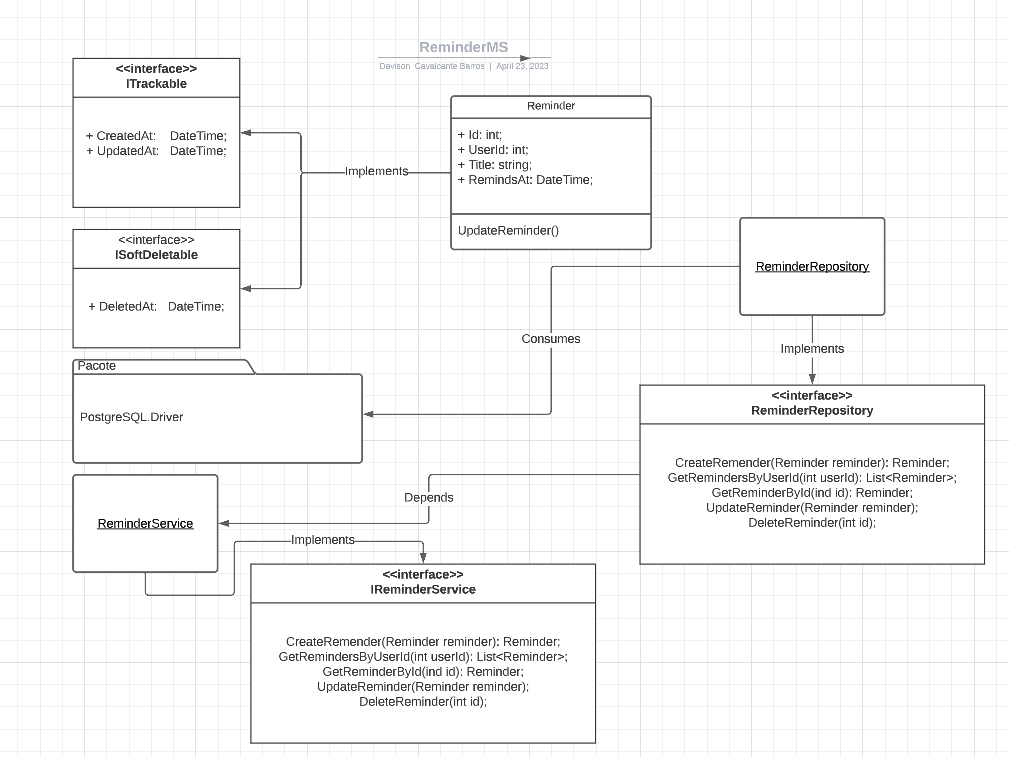 ReminderMS
Davison Cavalcante Barros | April 23, 2023
<<interface>>
ITrackable
+ CreatedAt: DateTime;
+ UpdatedAt: DateTime;
Reminder
+ Id: int;
+ UserId: int;
+ Title: string;
+ RemindsAt: DateTime;
UpdateReminder()
Implements
<<interface>>
ISoftDeletable
+ DeletedAt: DateTime;
ReminderRepository
Consumes
Implements
Pacote
PostgreSQL.Driver
<<interface>>
ReminderRepository
CreateRemender(Reminder reminder): Reminder;
GetRemindersByUserId(int userId): List<Reminder>;
GetReminderById(ind id): Reminder;
UpdateReminder(Reminder reminder);
DeleteReminder(int id);
Depends
ReminderService
Implements
<<interface>>
IReminderService
CreateRemender(Reminder reminder): Reminder;
GetRemindersByUserId(int userId): List<Reminder>;
GetReminderById(ind id): Reminder;
UpdateReminder(Reminder reminder);
DeleteReminder(int id);